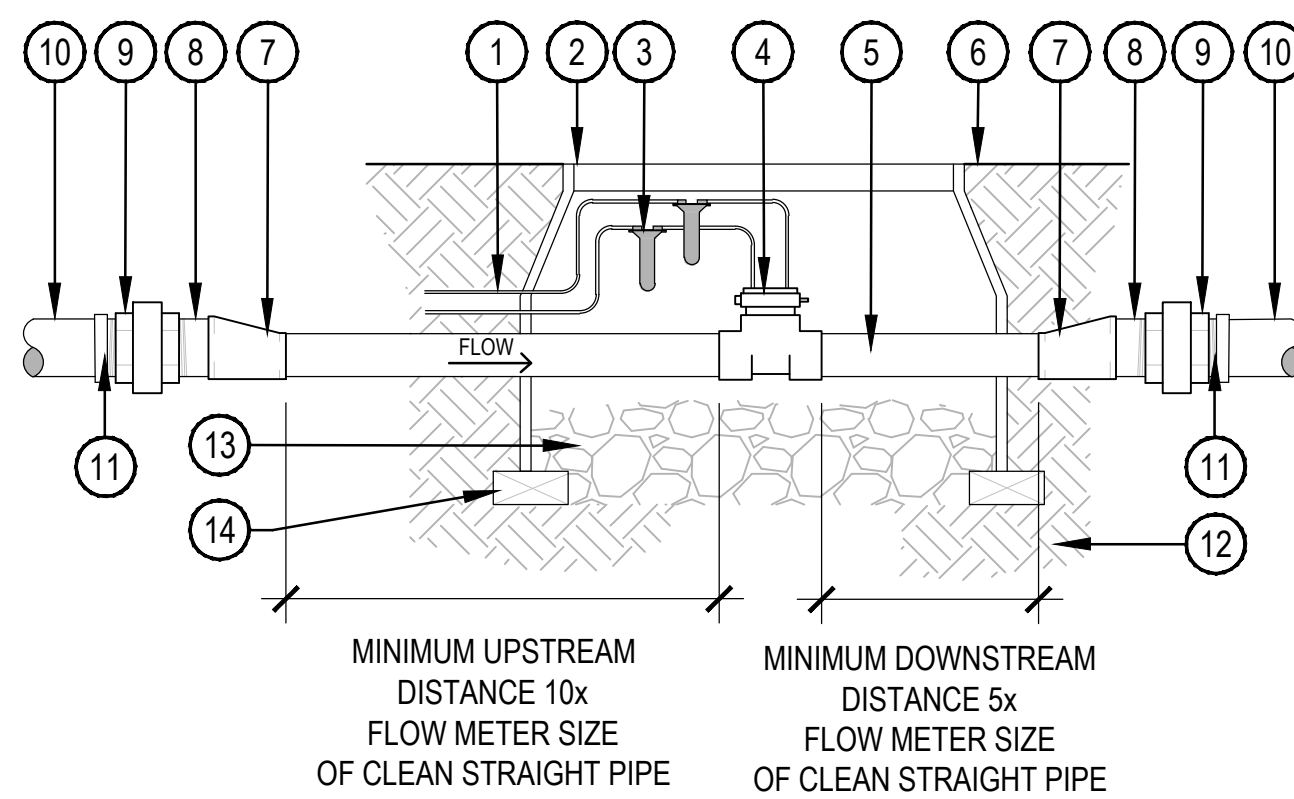 10 9 8 7 1 2 3 4 5 6 7 8 9 10
FLOW
11 13 11
14 12
MINIMUM UPSTREAM
DISTANCE 10x
FLOW METER SIZE
OF CLEAN STRAIGHT PIPE
MINIMUM DOWNSTREAM
DISTANCE 5x
FLOW METER SIZE
OF CLEAN STRAIGHT PIPE